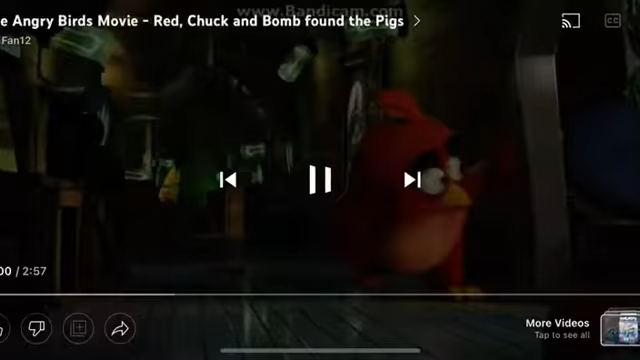 www.Bandicam.com
e Angry Birds Movie - Red, Chuck and Bomb found the Pigs
CC
Fan12
00 / 2:57
More Videos
Tap to see all